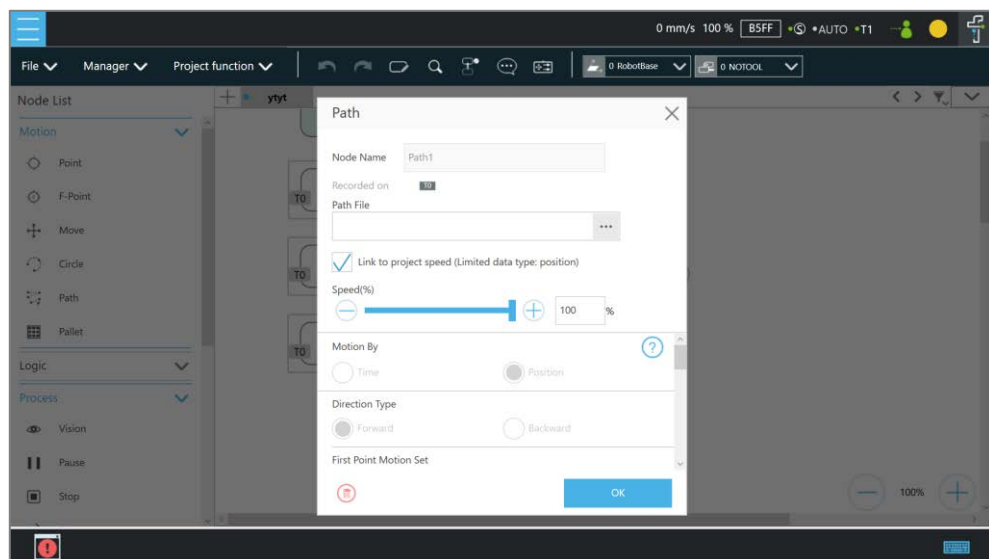 0 mm/s 100 % B5FF •Ⓢ •AUTO •T1
File Manager Project function 0 RobotBase 0 NOTOOL
Node List
ytyt
Motion
Point
F-Point
Move
Circle
Path
Pallet
Logic
Process
Vision
Pause
Stop
T0
T0
T0
Path
Node Name Path1
Recorded on T0
Path File
...
Link to project speed (Limited data type: position)
Speed(%)
100 %
Motion By
?
Time Position
Direction Type
Forward Backward
First Point Motion Set
OK
100%